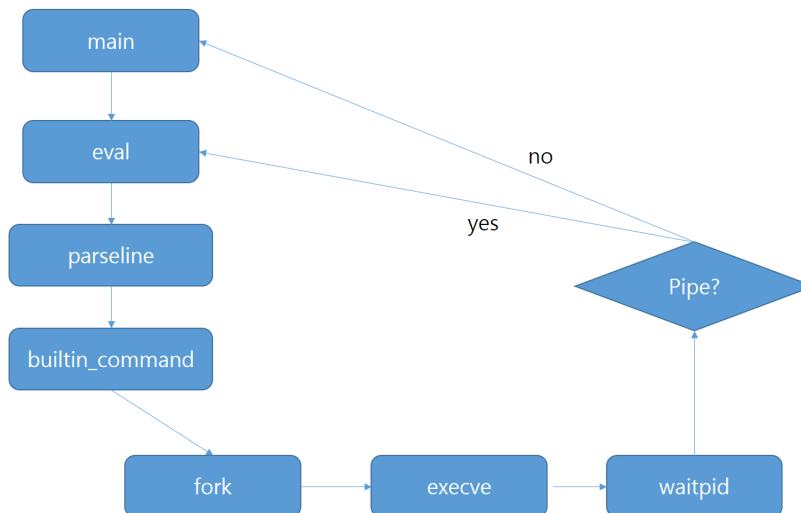 main
eval
no
yes
parseline
Pipe?
builtin_command
fork
execve
waitpid